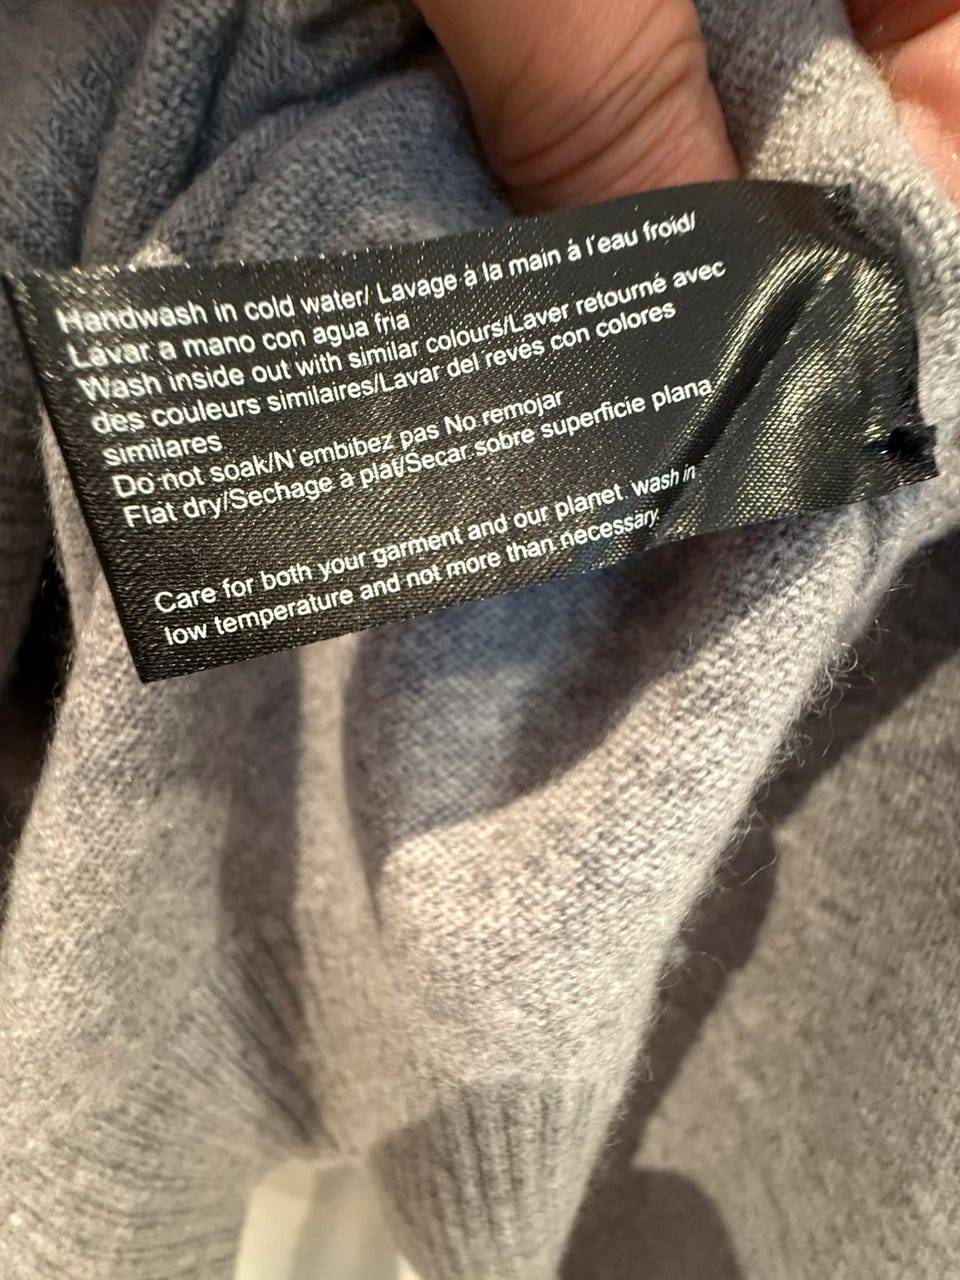 Handwash in cold water/ Lavage à la main à l'eau froid/
Lavar a mano con agua fria
Wash inside out with similar colours/Laver retourné avec
des couleurs similaires/Lavar del revés con colores
similares
Do not soak/N'embibez pas No remojar
Flat dry/Sechage à plat/Secar sobre superficie plana
Care for both your garment and our planet wash in
low temperature and not more than necessary.